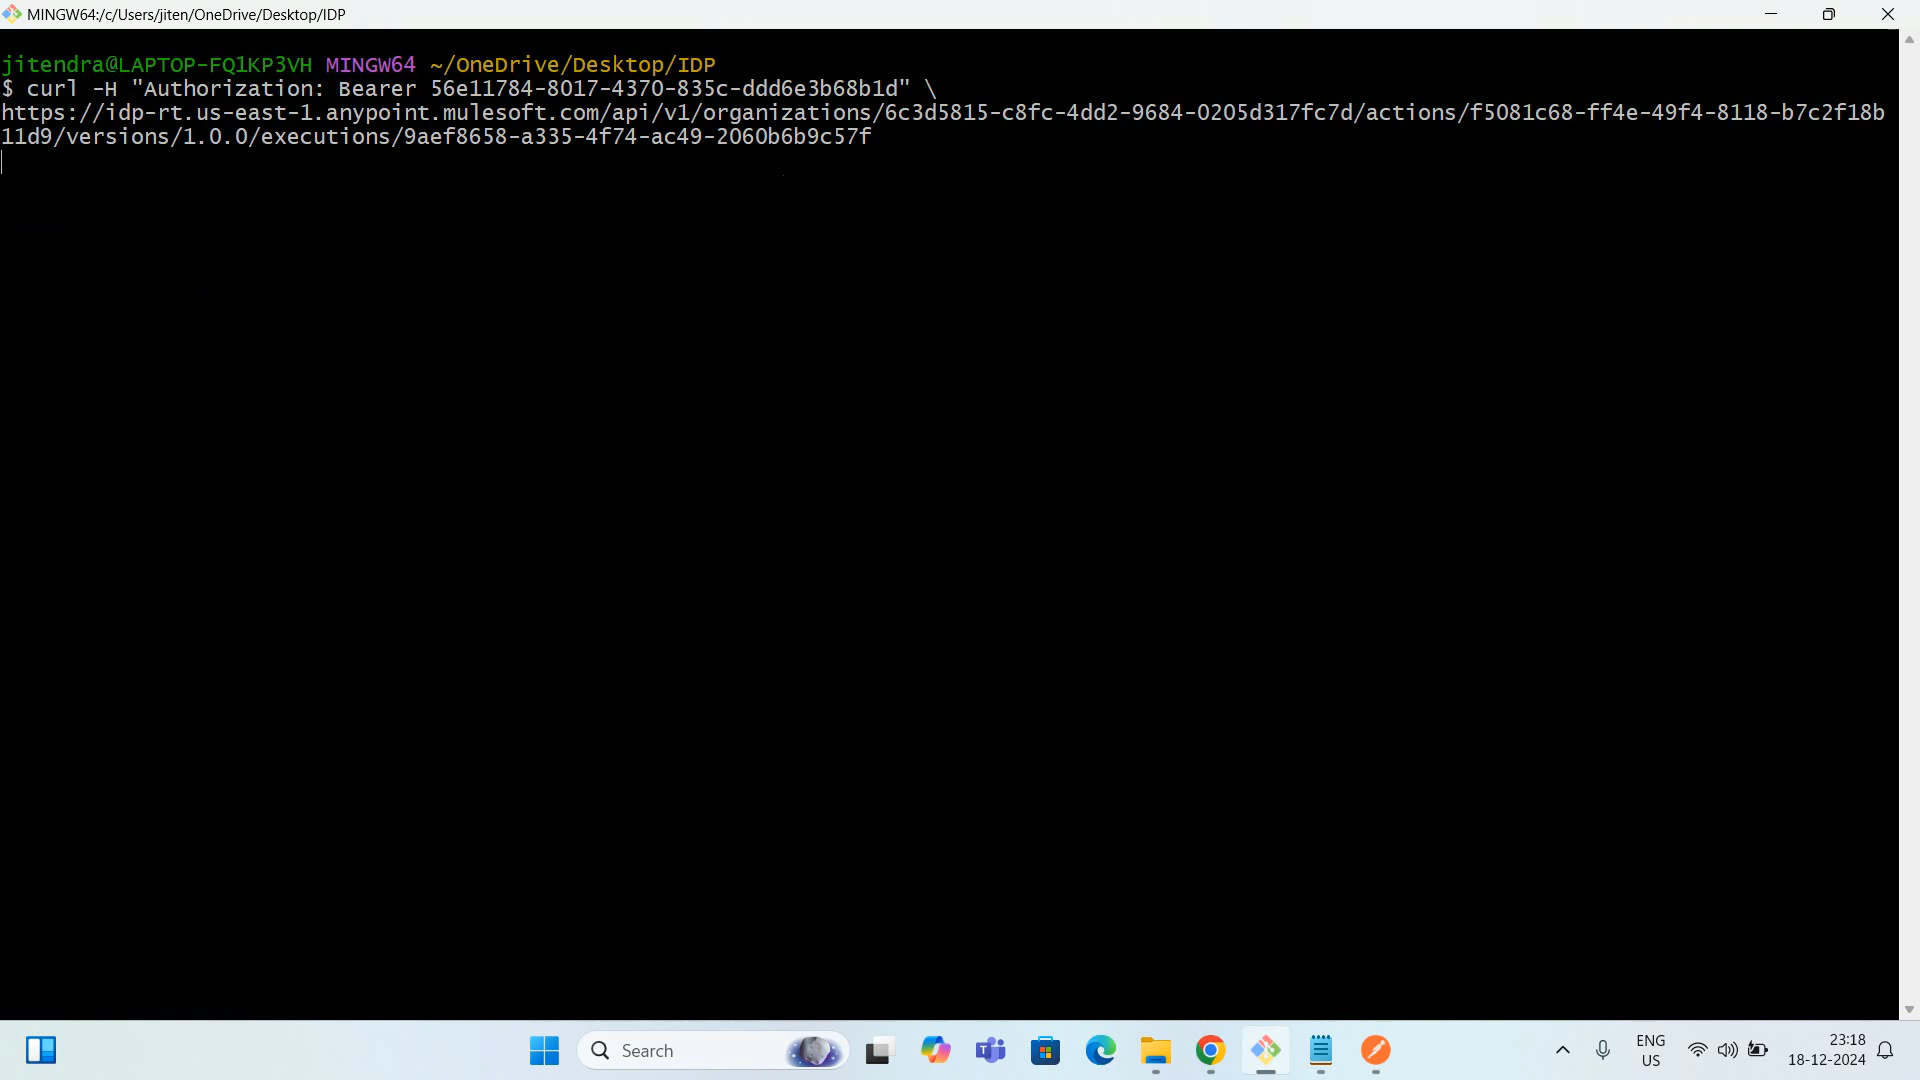 MINGW64:/c/Users/jiten/OneDrive/Desktop/IDP
jitendra@LAPTOP-FQ1KP3VH MINGW64 ~/OneDrive/Desktop/IDP
$ curl -H "Authorization: Bearer 56e11784-8017-4370-835c-ddd6e3b68b1d" \
https://idp-rt.us-east-1.anypoint.mulesoft.com/api/v1/organizations/6c3d5815-c8fc-4dd2-9684-0205d317fc7d/actions/f5081c68-ff4e-49f4-8118-b7c2f18b
11d9/versions/1.0.0/executions/9aef8658-a335-4f74-ac49-2060b6b9c57f
Search
ENG
US
23:18
18-12-2024